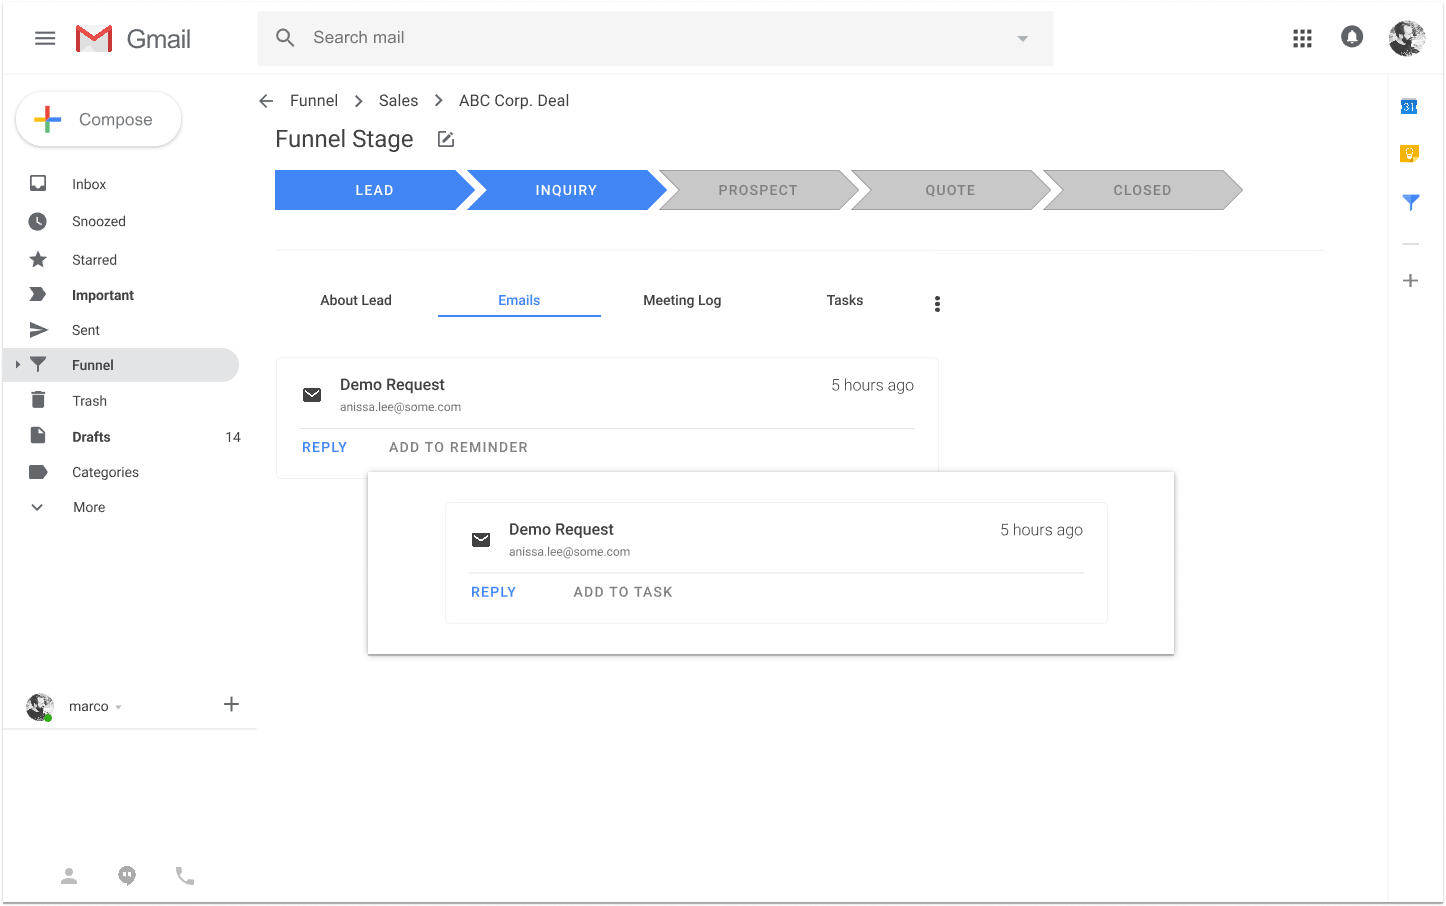 Gmail
Search mail
Compose
Funnel Sales ABC Corp. Deal
Funnel Stage
LEAD INQUIRY PROSPECT QUOTE CLOSED
Inbox
Snoozed
Starred
Important
Sent
Funnel
Trash
Drafts 14
Categories
More
marco
About Lead Emails Meeting Log Tasks
Demo Request 5 hours ago
anissa.lee@some.com
REPLY ADD TO REMINDER
Demo Request 5 hours ago
anissa.lee@some.com
REPLY ADD TO TASK
31